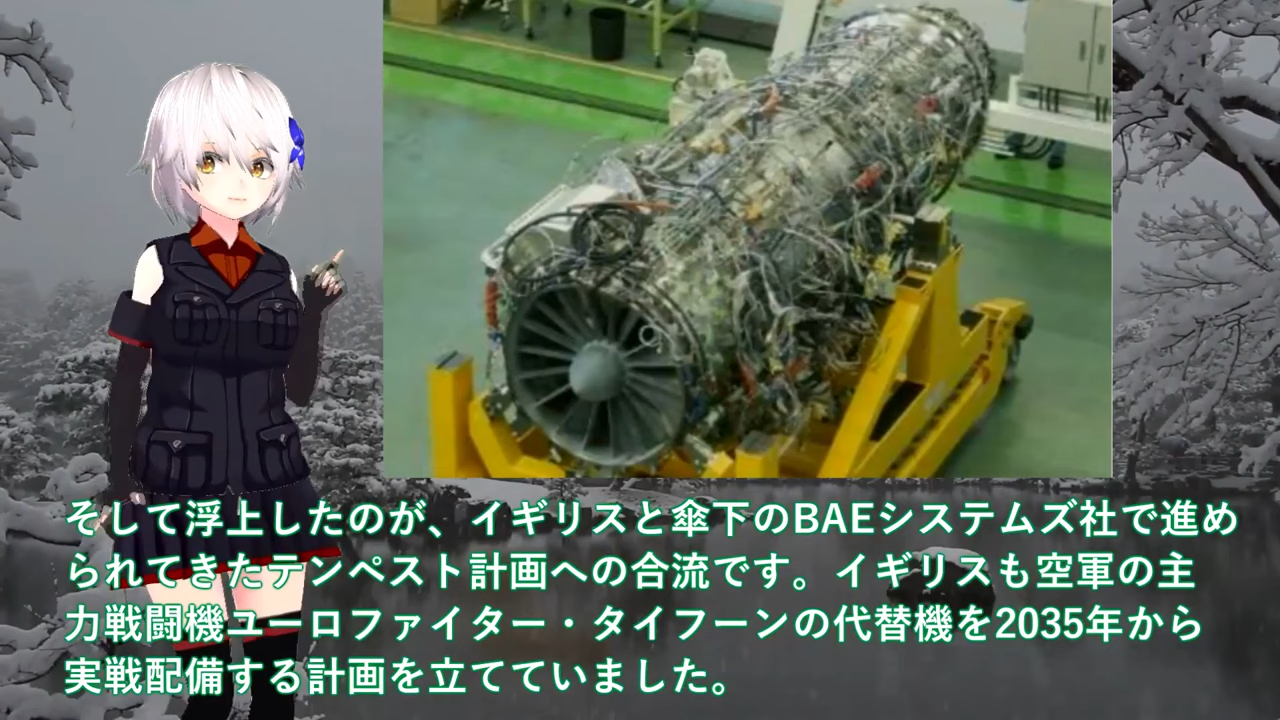 そして浮上したのが、イギリスと傘下のBAEシステムズ社で進め
られてきたテンペスト計画への合流です。イギリスも空軍の主
力戦闘機ユーロファイター・タイフーンの代替機を2035年から
実戦配備する計画を立てていました。